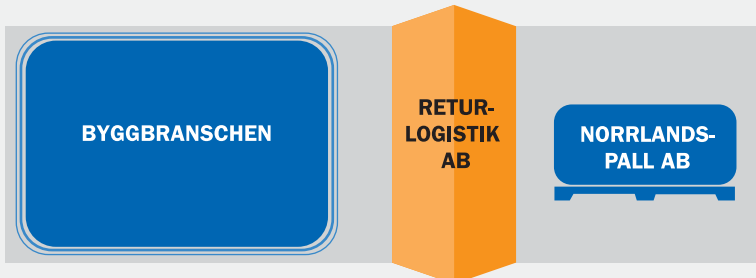 BYGGBRANSCHEN
RETUR-
LOGISTIK
AB
NORRLANDS-
PALL AB